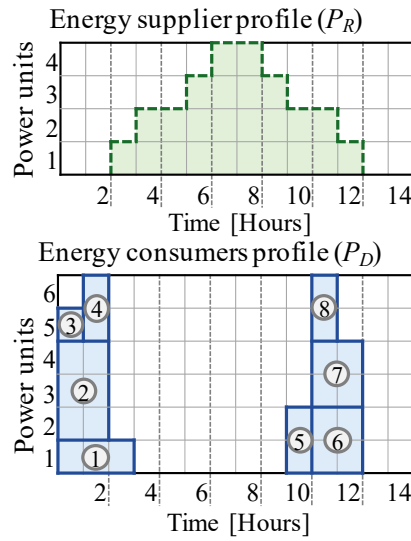 Energy supplier profile (P_R)
Power units
4
3
2
1
2 4 6 8 10 12 14
Time [Hours]
Energy consumers profile (P_D)
Power units
6
5
4
3
2
1
4
8
3
2
7
5
6
1
2 4 6 8 10 12 14
Time [Hours]